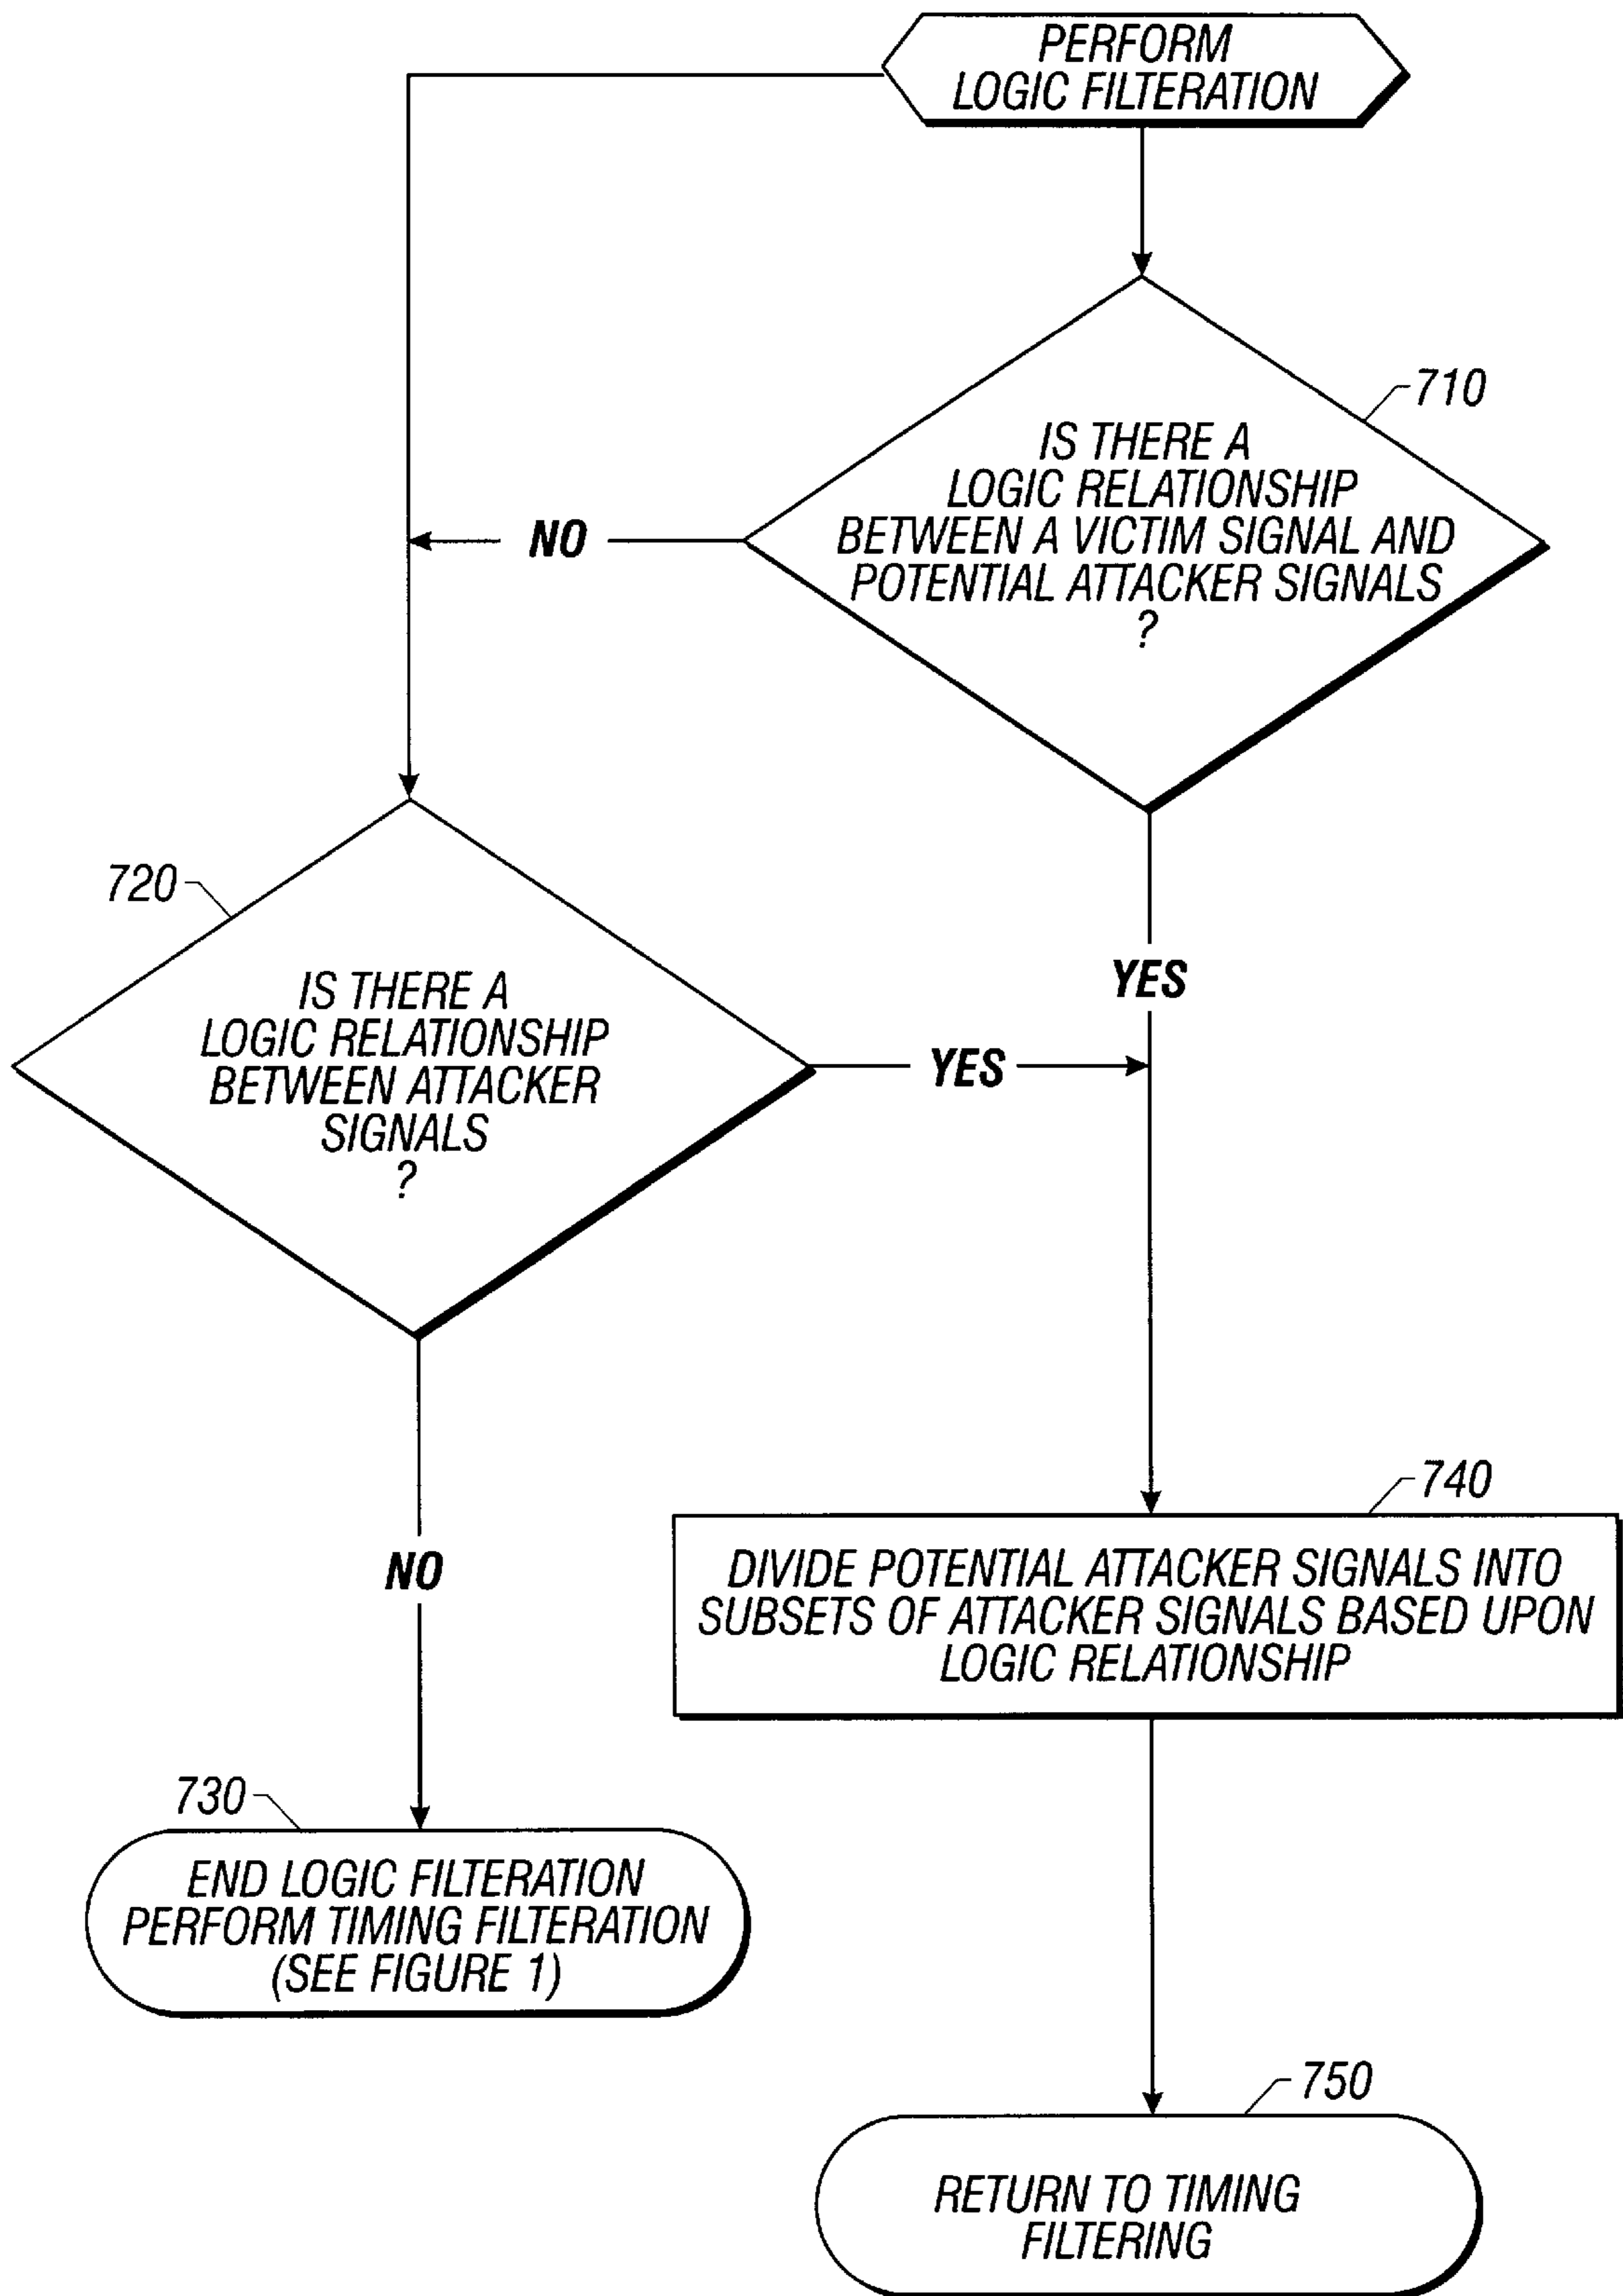 PERFORM
LOGIC FILTERATION
710
IS THERE A
LOGIC RELATIONSHIP
BETWEEN A VICTIM SIGNAL AND
POTENTIAL ATTACKER SIGNALS
?
NO
720
IS THERE A
LOGIC RELATIONSHIP
BETWEEN ATTACKER
SIGNALS
?
YES
YES
NO
740
DIVIDE POTENTIAL ATTACKER SIGNALS INTO
SUBSETS OF ATTACKER SIGNALS BASED UPON
LOGIC RELATIONSHIP
730
END LOGIC FILTERATION
PERFORM TIMING FILTERATION
(SEE FIGURE 1)
750
RETURN TO TIMING
FILTERING